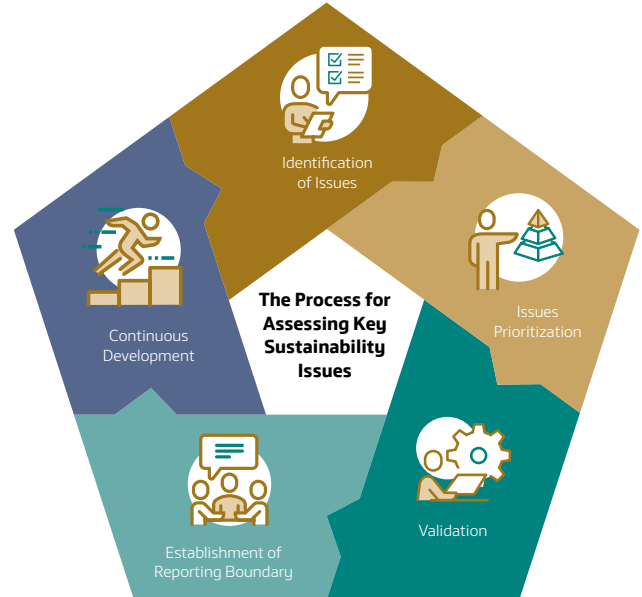 Identification
of Issues
Issues
Prioritization
Validation
Establishment of
Reporting Boundary
Continuous
Development
The Process for
Assessing Key
Sustainability
Issues